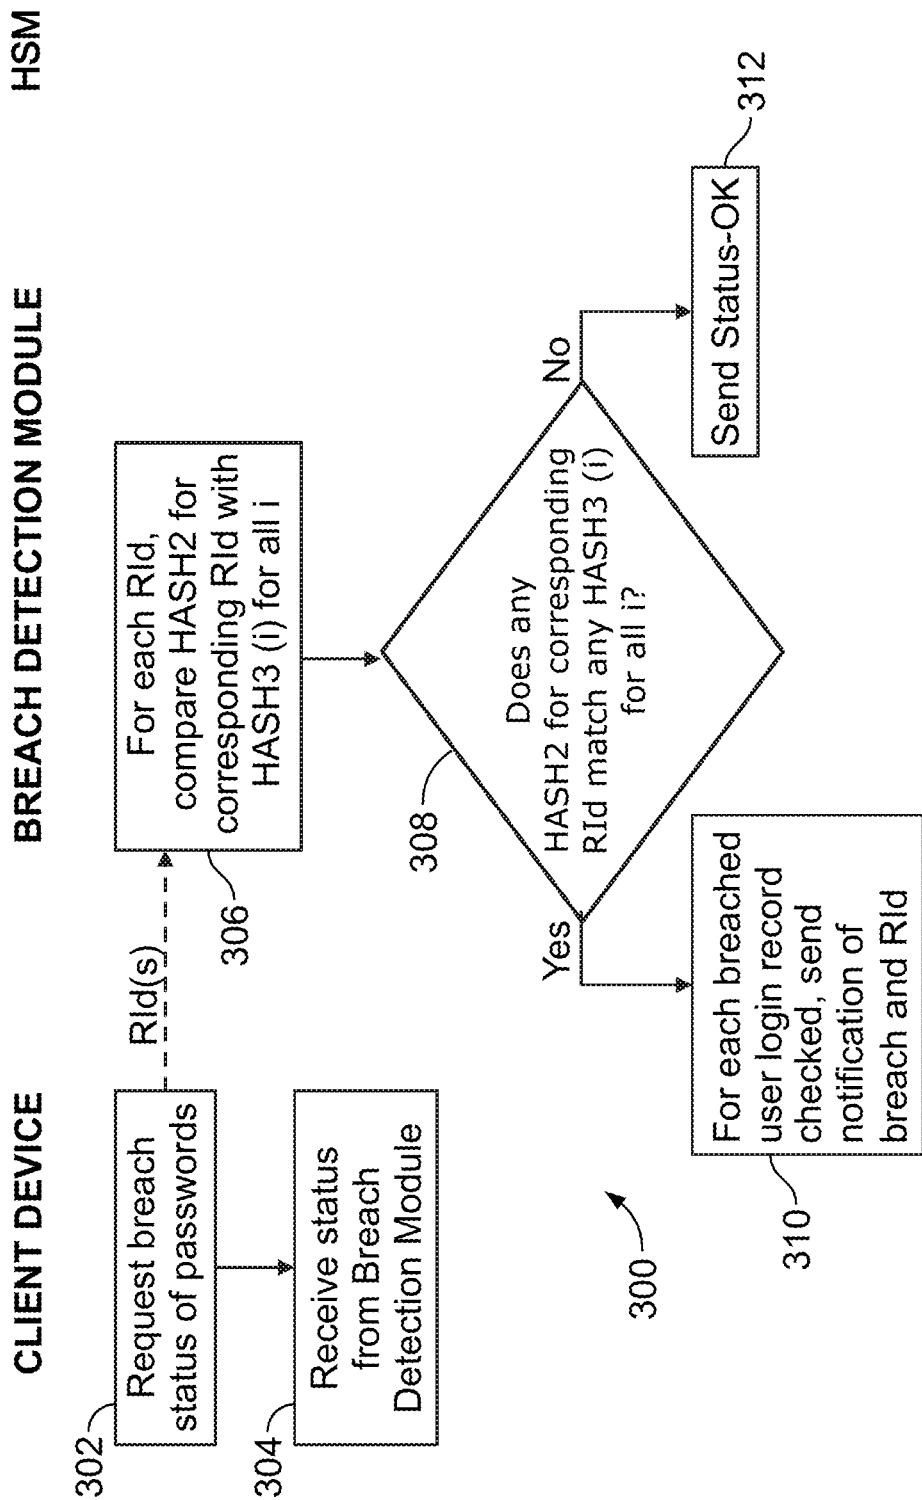 CLIENT DEVICE
BREACH DETECTION MODULE
HSM
302
Request breach
status of passwords
RId(s)
304
Receive status
from Breach
Detection Module
306
For each RId,
compare HASH2 for
corresponding RId with
HASH3 (i) for all i
308
Does any
HASH2 for corresponding
RId match any HASH3 (i)
for all i?
Yes
No
300
310
For each breached
user login record
checked, send
notification of
breach and RId
Send Status-OK
312